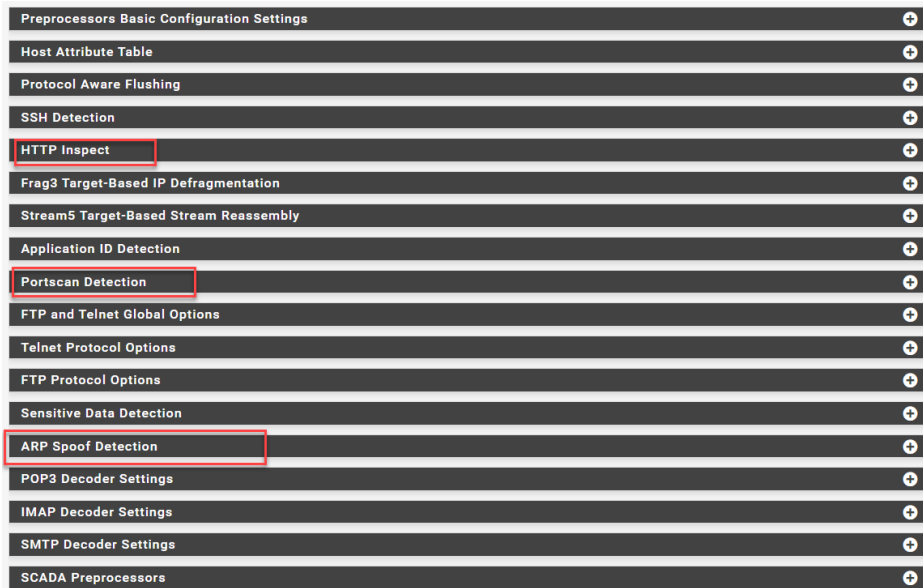 Preprocessors Basic Configuration Settings
Host Attribute Table
Protocol Aware Flushing
SSH Detection
HTTP Inspect
Frag3 Target-Based IP Defragmentation
Stream5 Target-Based Stream Reassembly
Application ID Detection
Portscan Detection
FTP and Telnet Global Options
Telnet Protocol Options
FTP Protocol Options
Sensitive Data Detection
ARP Spoof Detection
POP3 Decoder Settings
IMAP Decoder Settings
SMTP Decoder Settings
SCADA Preprocessors